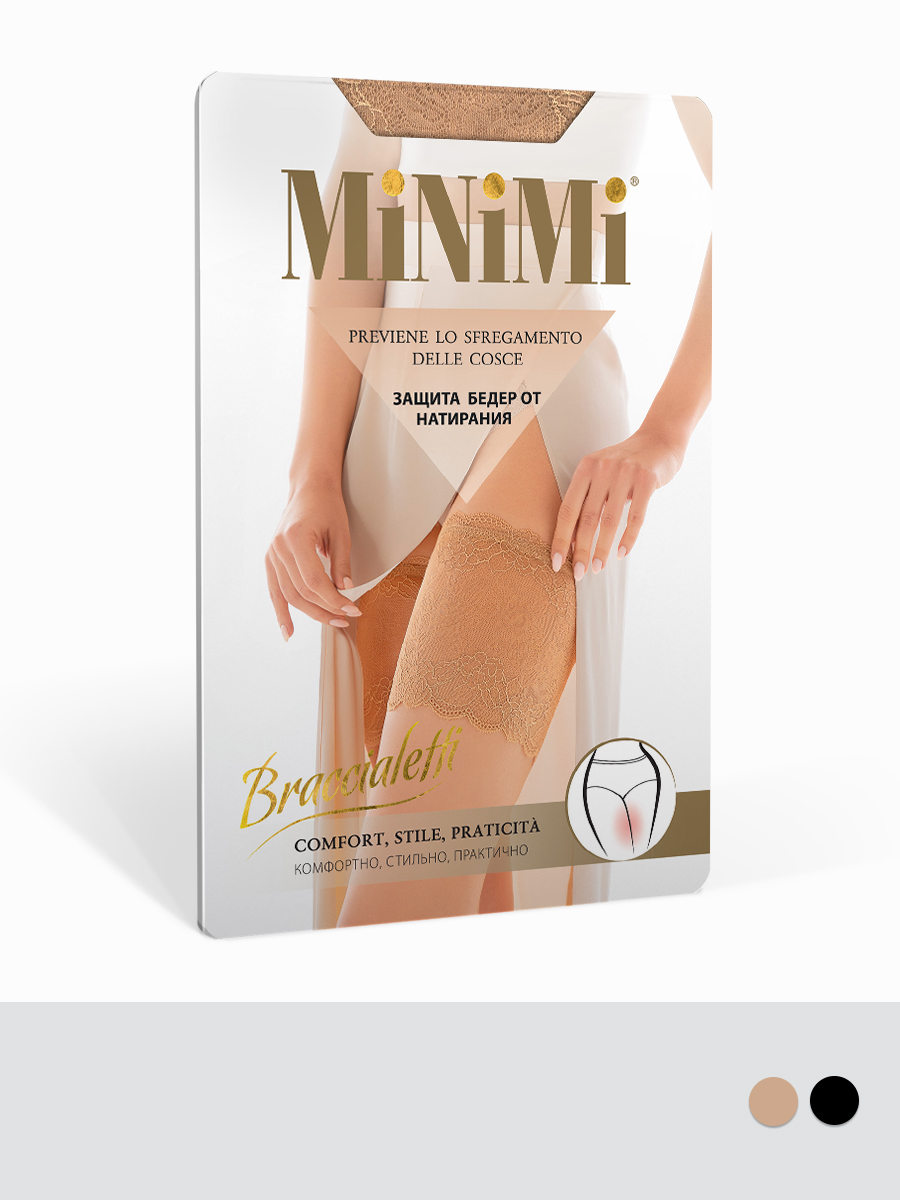 MiNiMi®
PREVIENE LO SFREGAMENTO
DELLE COSCE
ЗАЩИТА БЕДЕР ОТ
НАТИРАНИЯ
Braccialetti
COMFORT, STILE, PRATICITÀ
КОМФОРТНО, СТИЛЬНО, ПРАКТИЧНО